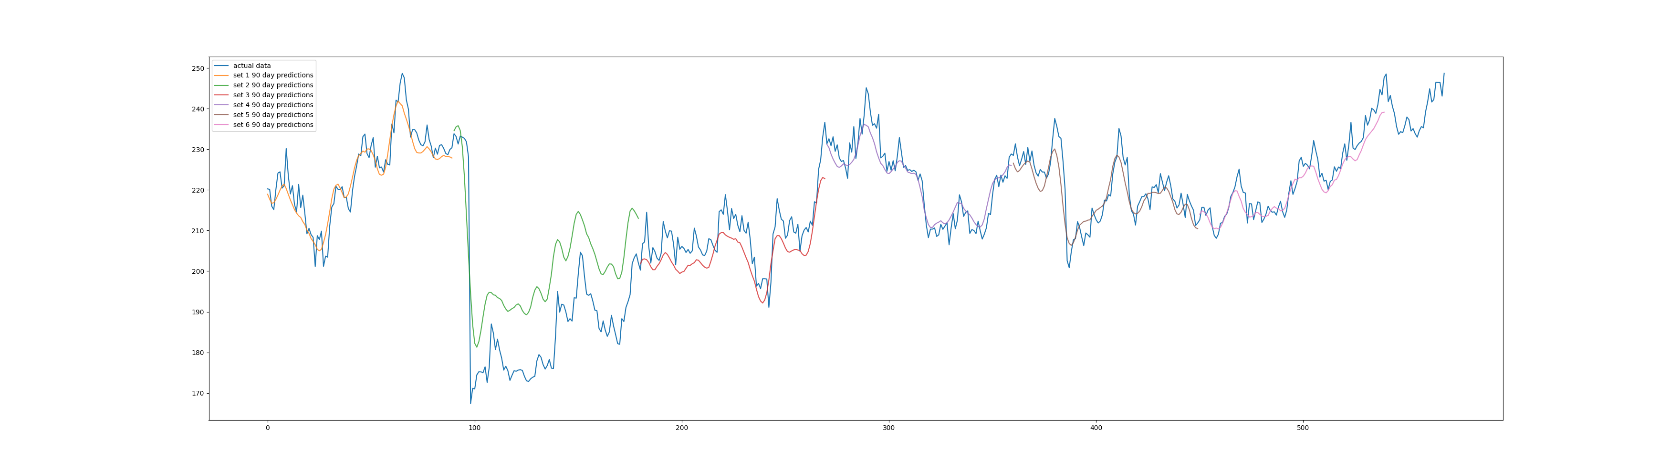 actual data
set 1 90 day predictions
set 2 90 day predictions
set 3 90 day predictions
set 4 90 day predictions
set 5 90 day predictions
set 6 90 day predictions
250
240
230
220
210
200
190
180
170
0 100 200 300 400 500